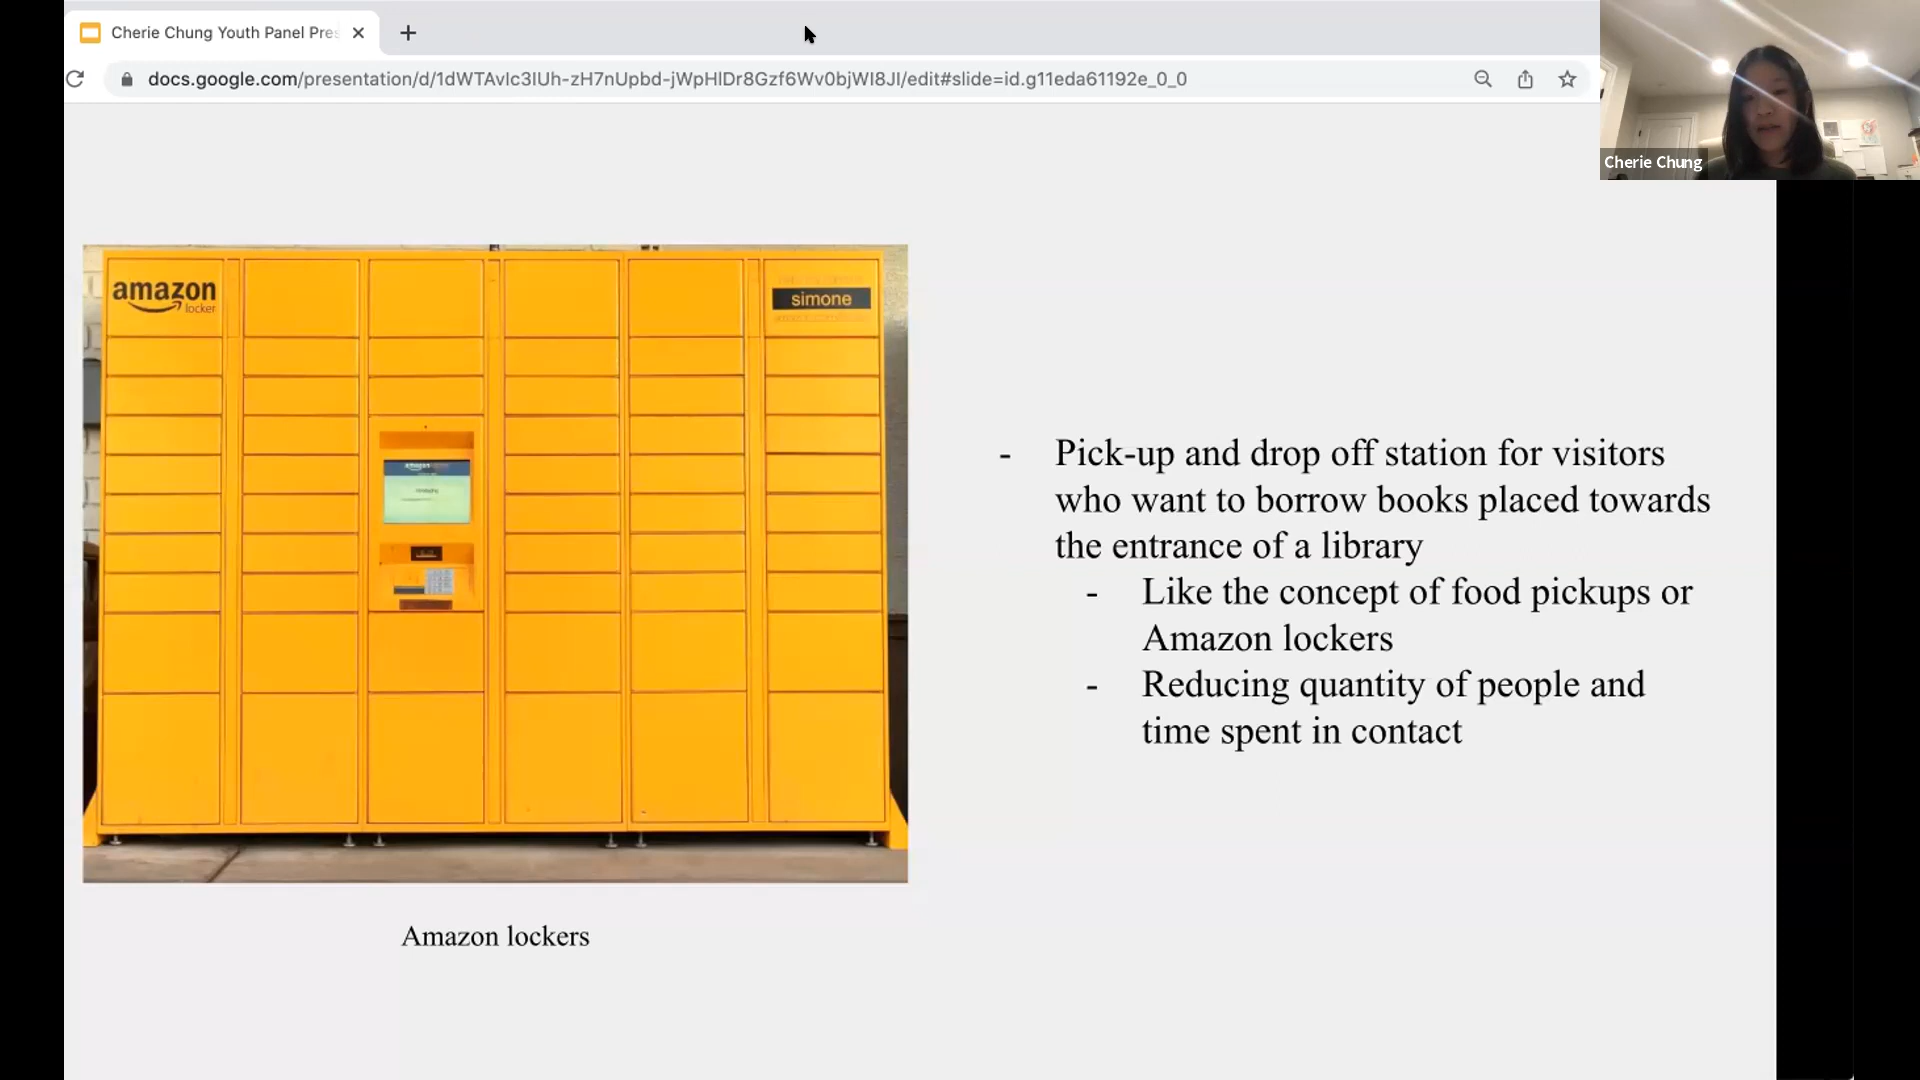 Cherie Chung Youth Panel Pres
docs.google.com/presentation/d/1dWTAvIc3IUh-zH7nUpbd-jWpHlDr8Gzf6Wv0bjWI8JI/edit#slide=id.g11eda61192e_0_0
Cherie Chung
amazon
locker
simone
amazon
- Pick-up and drop off station for visitors
who want to borrow books placed towards
the entrance of a library
- Like the concept of food pickups or
Amazon lockers
- Reducing quantity of people and
time spent in contact
Amazon lockers